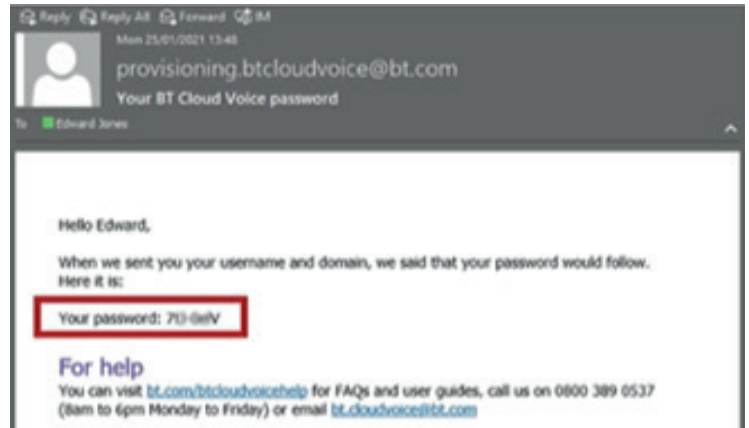 Reply Reply All Forward IM
Mon 25/01/2021 13:48
provisioning.btcloudvoice@bt.com
Your BT Cloud Voice password
To Edward Jones
Hello Edward,
When we sent you your username and domain, we said that your password would follow.
Here it is:
Your password:
For help
You can visit bt.com/btcloudvoicehelp for FAQs and user guides, call us on 0800 389 0537
(8am to 6pm Monday to Friday) or email bt.cloudvoice@bt.com